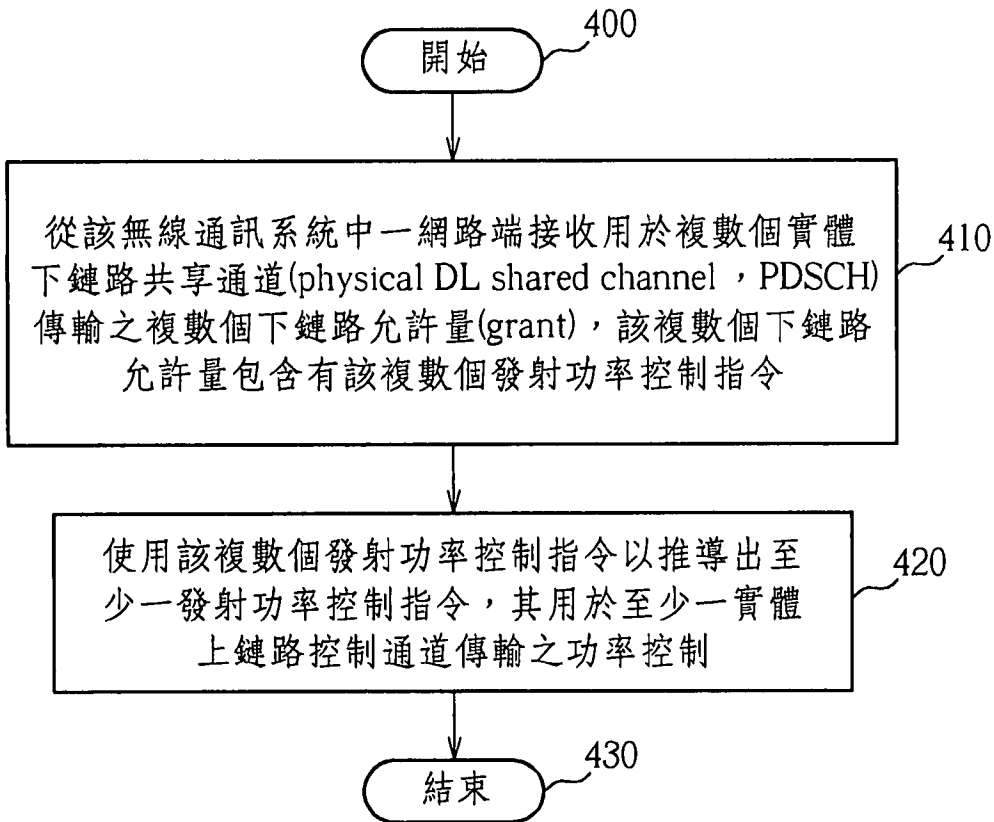 開始
400
從該無線通訊系統中一網路端接收用於複數個實體
下鏈路共享通道(physical DL shared channel，PDSCH)
傳輸之複數個下鏈路允許量(grant)，該複數個下鏈路
允許量包含有該複數個發射功率控制指令
410
使用該複數個發射功率控制指令以推導出至
少一發射功率控制指令，其用於至少一實體
上鏈路控制通道傳輸之功率控制
420
結束
430